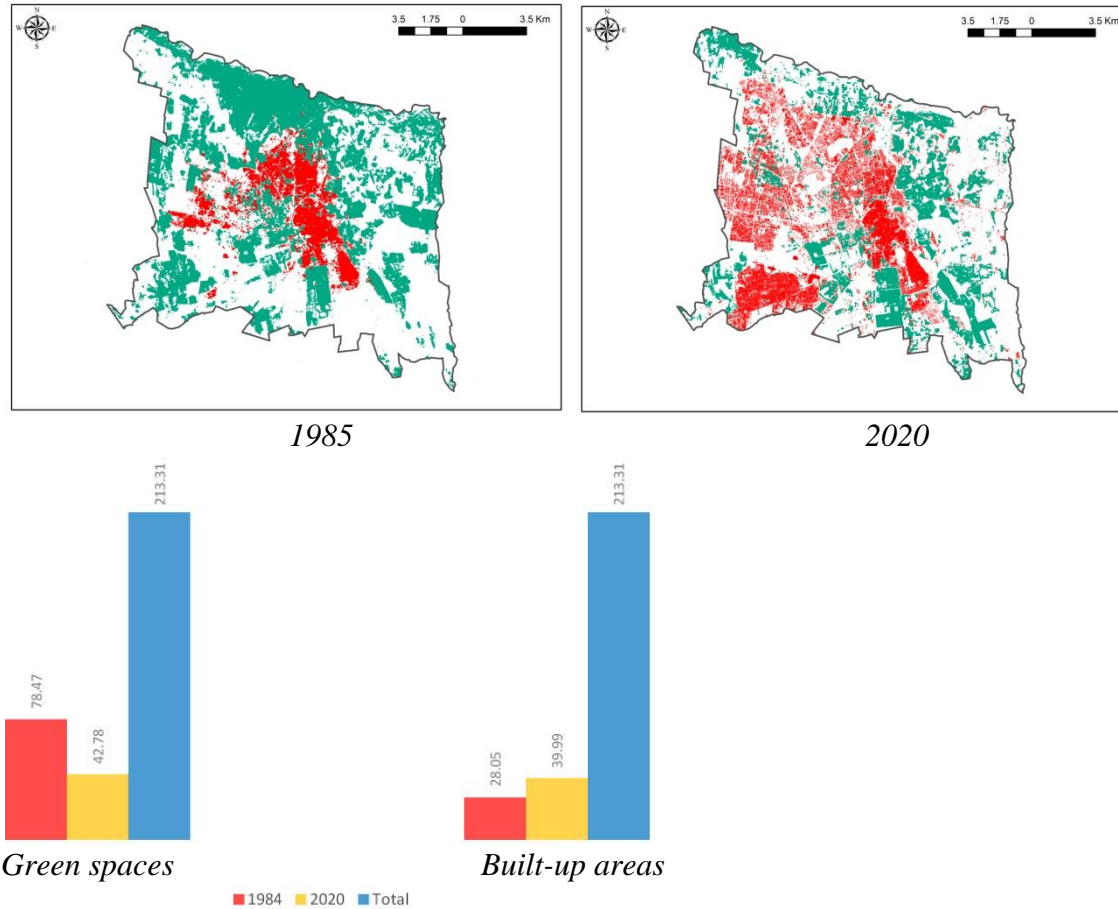 N
W E
S
3.5 1.75 0 3.5 Km
N
W E
S
3.5 1.75 0 3.5 Km
1985
2020
78.47
42.78
213.31
28.05
39.99
213.31
Green spaces
Built-up areas
1984 2020 Total